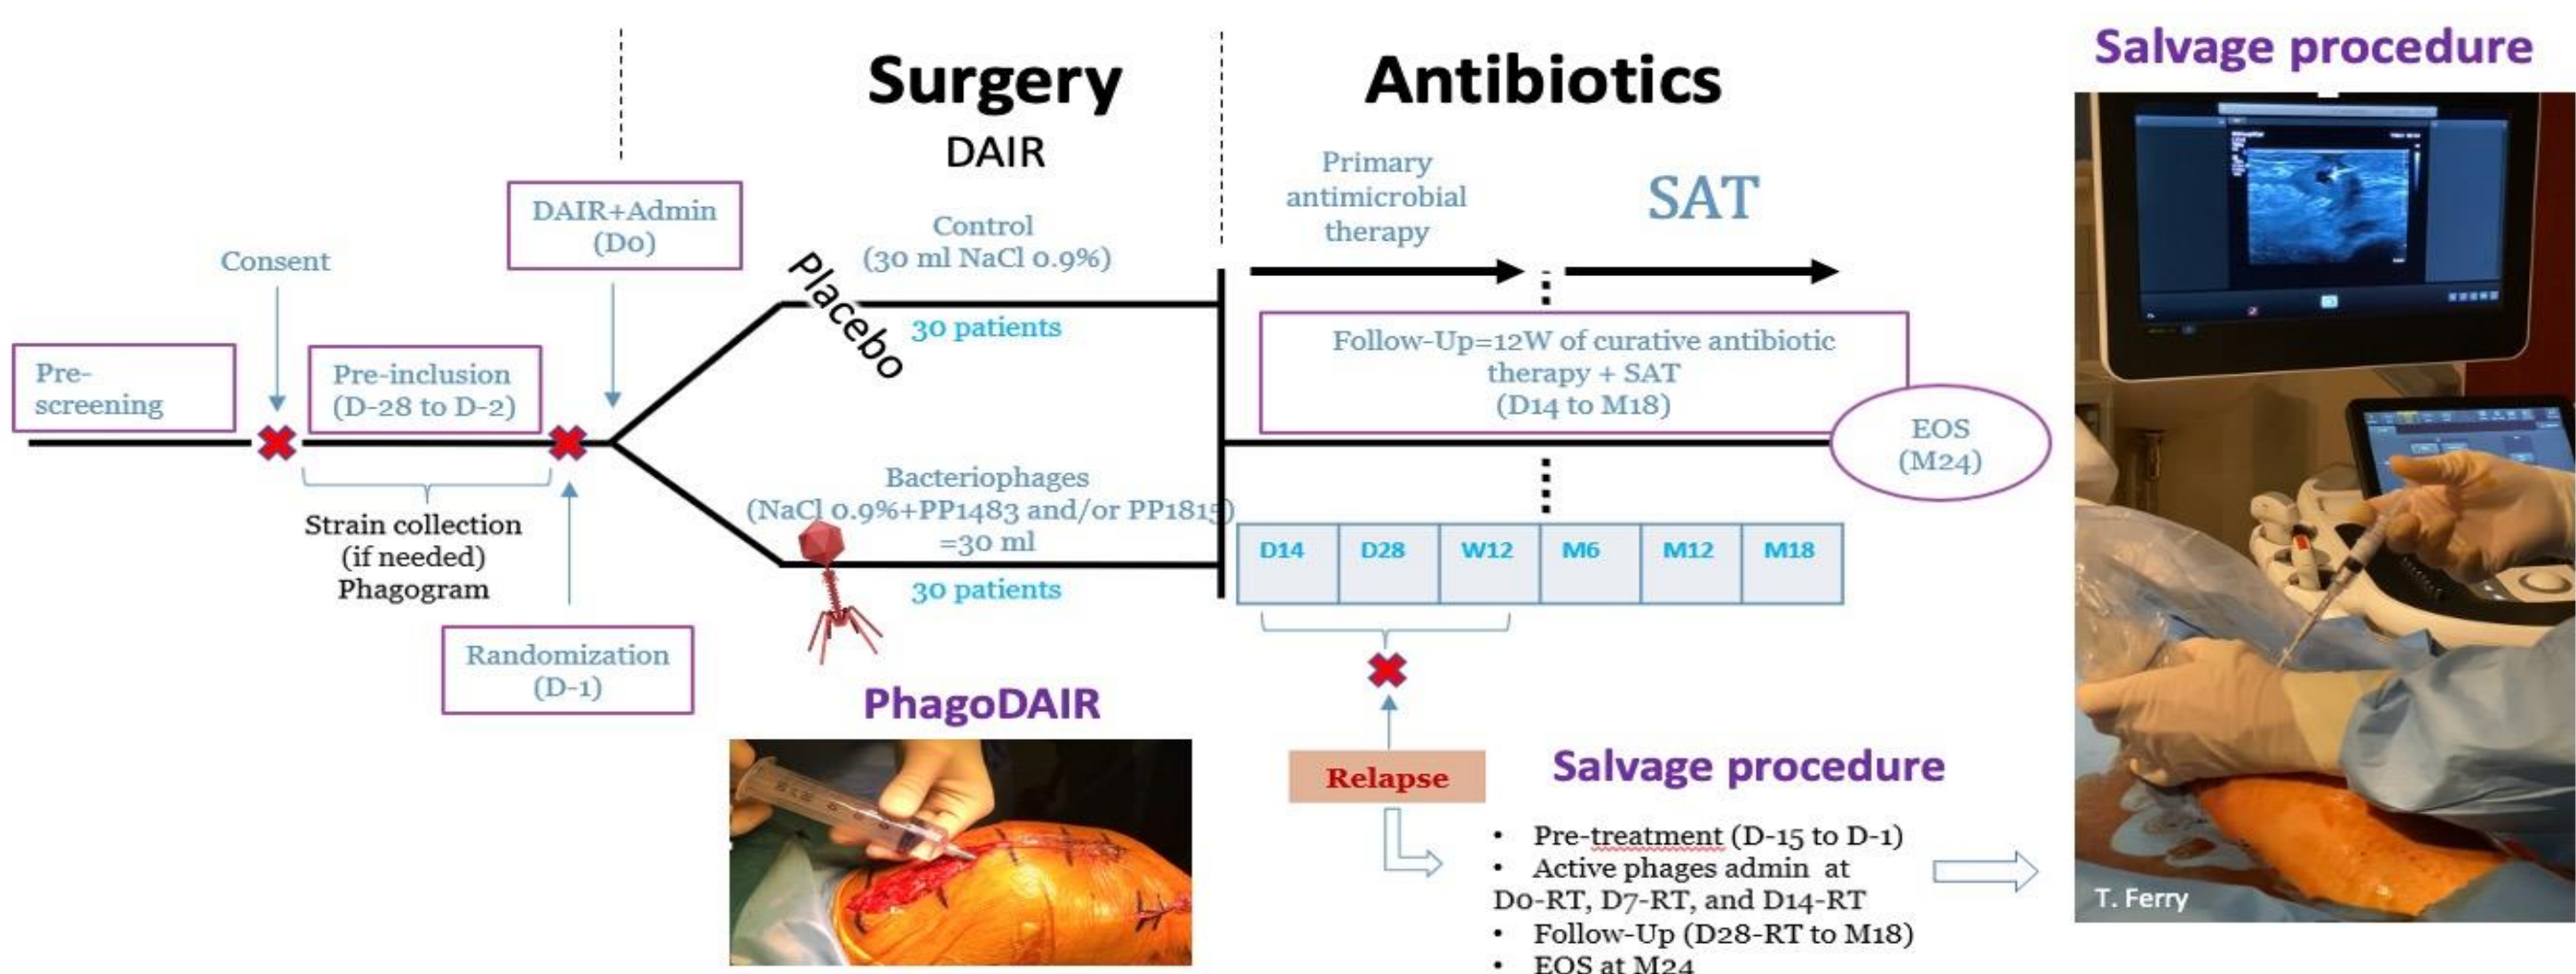 Surgery
DAIR
Antibiotics
Salvage procedure
Pre-
screening
Consent
Pre-inclusion
(D-28 to D-2)
Strain collection
(if needed)
Phagogram
DAIR+Admin
(D0)
Randomization
(D-1)
Placebo
Control
(30 ml NaCl 0.9%)
30 patients
Bacteriophages
(NaCl 0.9%+PP1483 and/or PP1815)
=30 ml
30 patients
PhagoDAIR
Primary
antimicrobial
therapy
SAT
Follow-Up=12W of curative antibiotic
therapy + SAT
(D14 to M18)
EOS
(M24)
D14 D28 W12 M6 M12 M18
Relapse
Salvage procedure
• Pre-treatment (D-15 to D-1)
• Active phages admin at
D0-RT, D7-RT, and D14-RT
• Follow-Up (D28-RT to M18)
• EOS at M24
T. Ferry